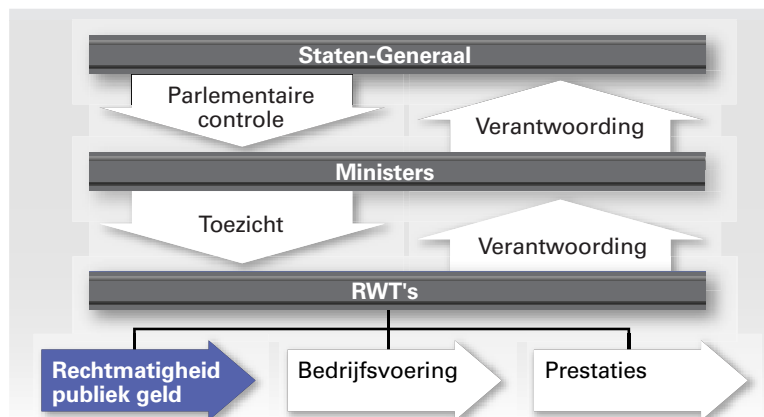 Staten-Generaal
Parlementaire
controle
Verantwoording
Ministers
Toezicht
Verantwoording
RWT's
Rechtmatigheid
publiek geld
Bedrijfsvoering
Prestaties